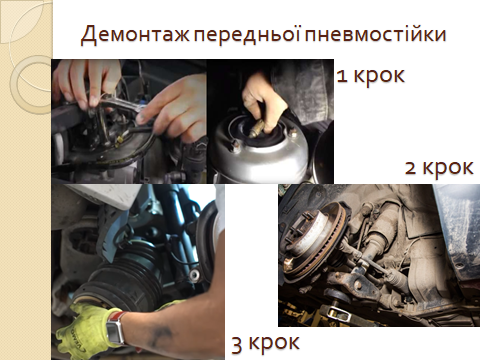 Демонтаж передньої пневмостійки
1 крок
2 крок
3 крок